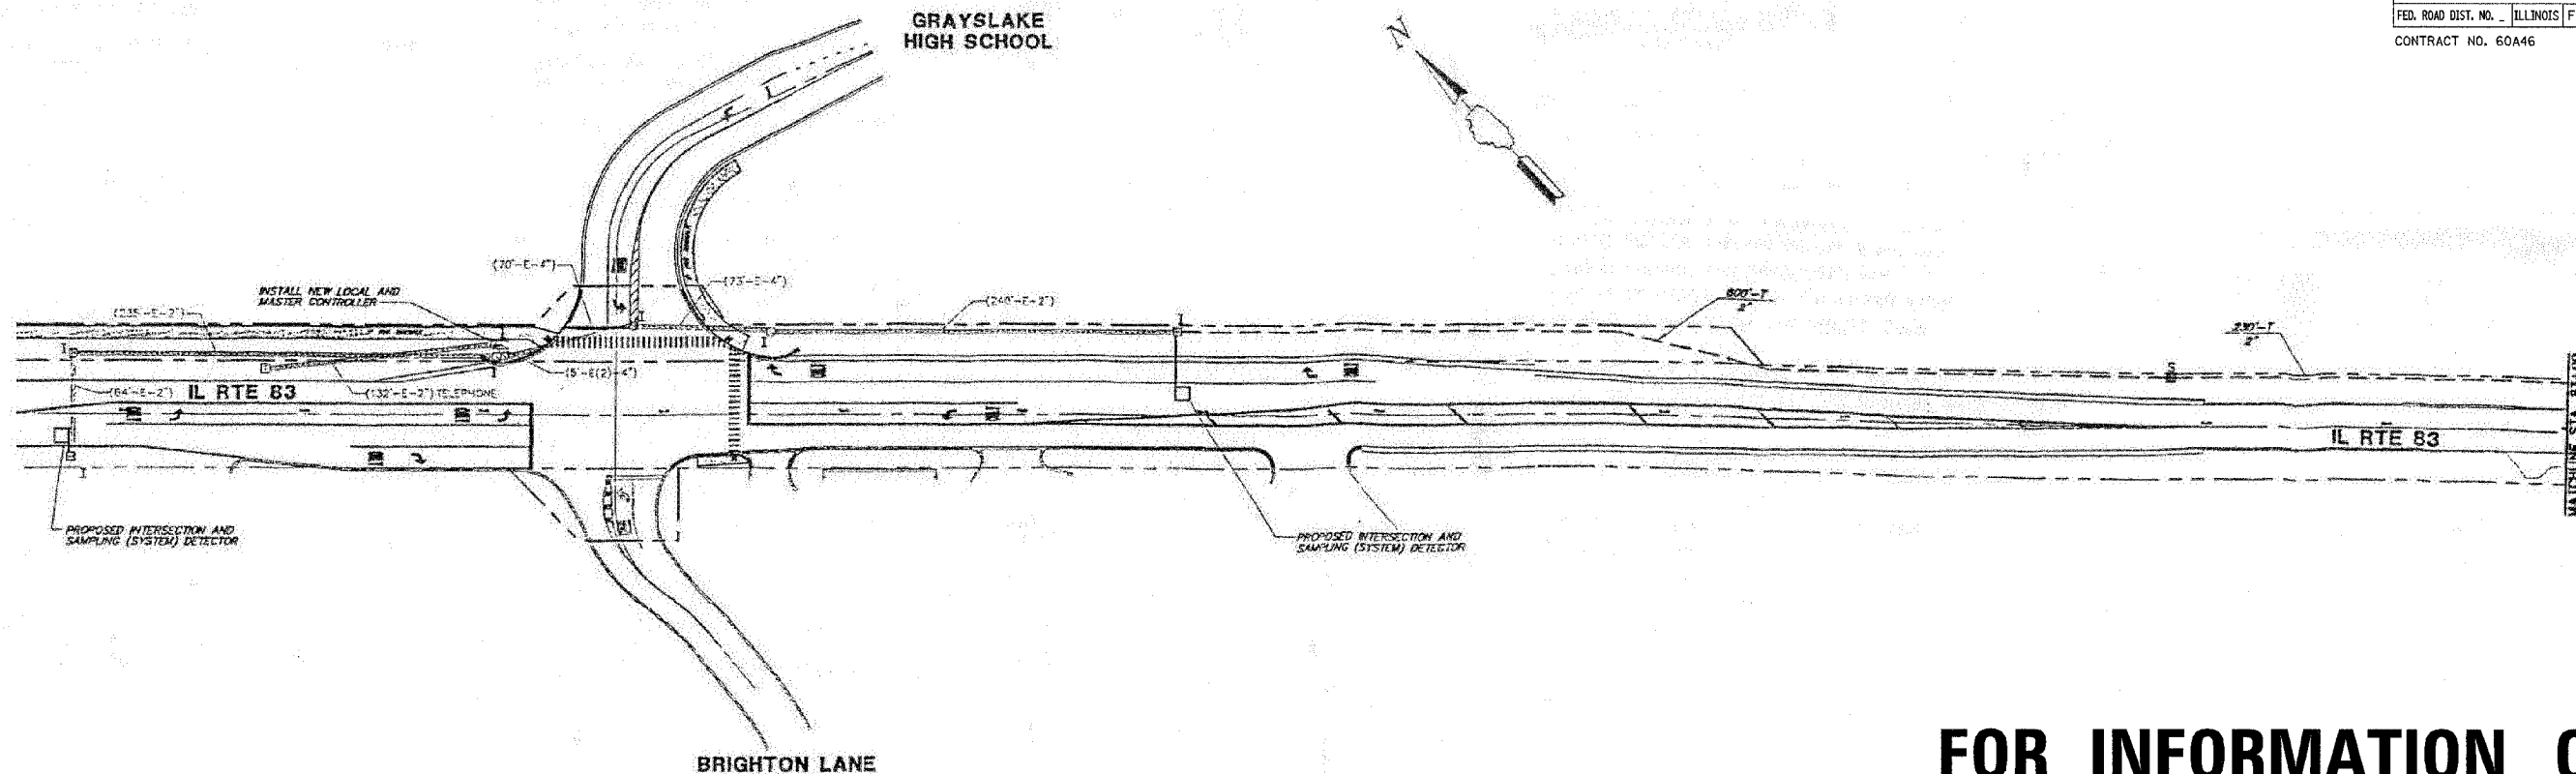 GRAYSLAKE
HIGH SCHOOL
FED. ROAD DIST. NO. _ ILLINOIS F
CONTRACT NO. 60A46
N
(70'-E-4")
(73'-E-4")
INSTALL NEW LOCAL AND
MASTER CONTROLLER
(235'-E-2")
(240'-E-2")
600'-T
2"
230'-T
2"
(5'-E(2)-4")
(64'-E-2")
IL RTE 83
(132'-E-2") TELEPHONE
IL RTE 83
MATCHLINE STA.
PROPOSED INTERSECTION AND
SAMPLING (SYSTEM) DETECTOR
PROPOSED INTERSECTION AND
SAMPLING (SYSTEM) DETECTOR
BRIGHTON LANE
FOR INFORMATION